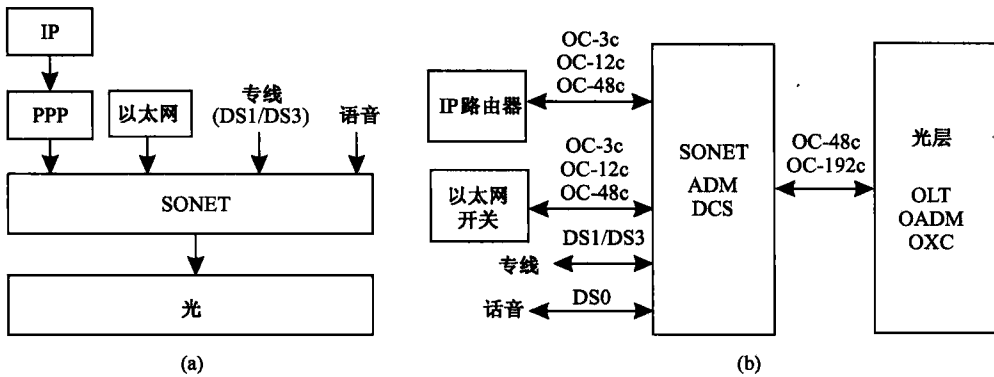 IP
PPP
以太网
专线
(DS1/DS3)
语音
SONET
光
(a)
OC-3c
OC-12c
OC-48c
IP路由器
OC-3c
OC-12c
OC-48c
以太网
开关
DS1/DS3
专线
话音
DS0
SONET
ADM
DCS
OC-48c
OC-192c
光层
OLT
OADM
OXC
(b)